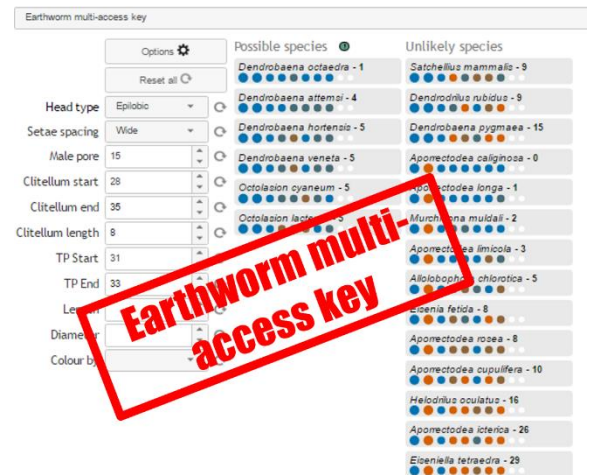 Earthworm multi-access key
Options
Reset all
Head type Epilobic
Setae spacing Wide
Male pore 15
Clitellum start 28
Clitellum end 35
Clitellum length 8
TP Start 31
TP End 33
Diameter
Colour by
Possible species
Dendrobaena octaedra - 1
Dendrobaena attemsi - 4
Dendrobaena hortensis - 5
Dendrobaena veneta - 5
Octolasion cyaneum - 5
Octolasion
Unlikely species
Satchellius mammalis - 9
Dendrodrilus rubidus - 9
Dendrobaena pygmaea - 15
Aporrectodea caliginosa - 0
Aporrectodea longa - 1
Murchieona muldali - 2
Aporrectodea limicola - 3
Allolobophora chlorotica - 5
Eisenia fetida - 8
Aporrectodea rosea - 8
Aporrectodea cupulifera - 10
Helodrilus oculatus - 16
Aporrectodea icterica - 26
Eiseniella tetraedra - 29
Earthworm multi-
access key